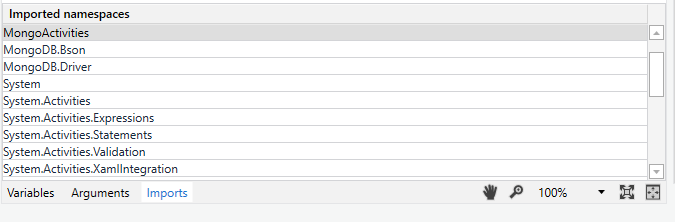 Imported namespaces
MongoActivities
MongoDB.Bson
MongoDB.Driver
System
System.Activities
System.Activities.Expressions
System.Activities.Statements
System.Activities.Validation
System.Activities.XamlIntegration
Variables Arguments Imports 100%